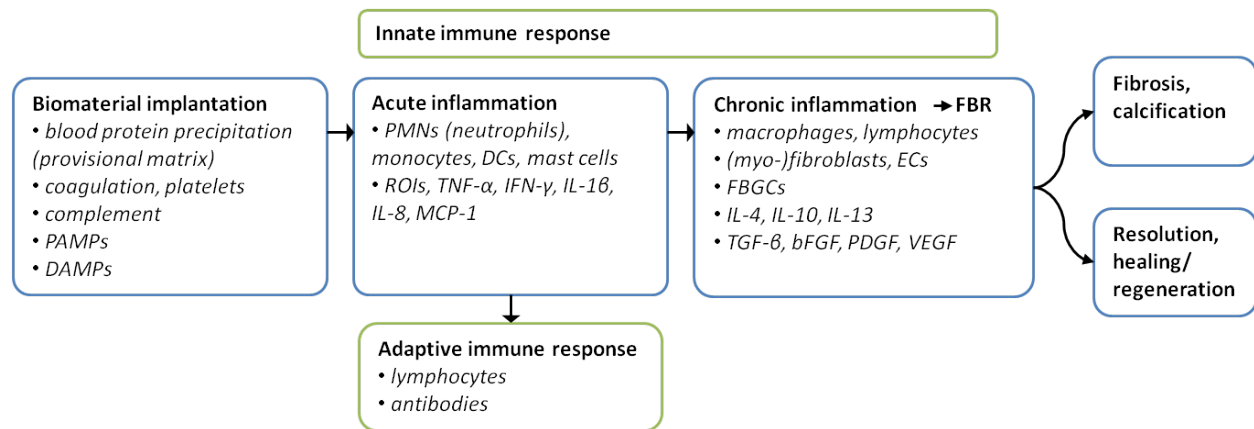 Innate immune response
Biomaterial implantation
• blood protein precipitation
(provisional matrix)
• coagulation, platelets
• complement
• PAMPs
• DAMPs
Acute inflammation
• PMNs (neutrophils),
monocytes, DCs, mast cells
• ROIs, TNF-α, IFN-γ, IL-1β,
IL-8, MCP-1
Chronic inflammation → FBR
• macrophages, lymphocytes
• (myo-)fibroblasts, ECs
• FBGCs
• IL-4, IL-10, IL-13
• TGF-β, bFGF, PDGF, VEGF
Fibrosis,
calcification
Resolution,
healing/
regeneration
Adaptive immune response
• lymphocytes
• antibodies